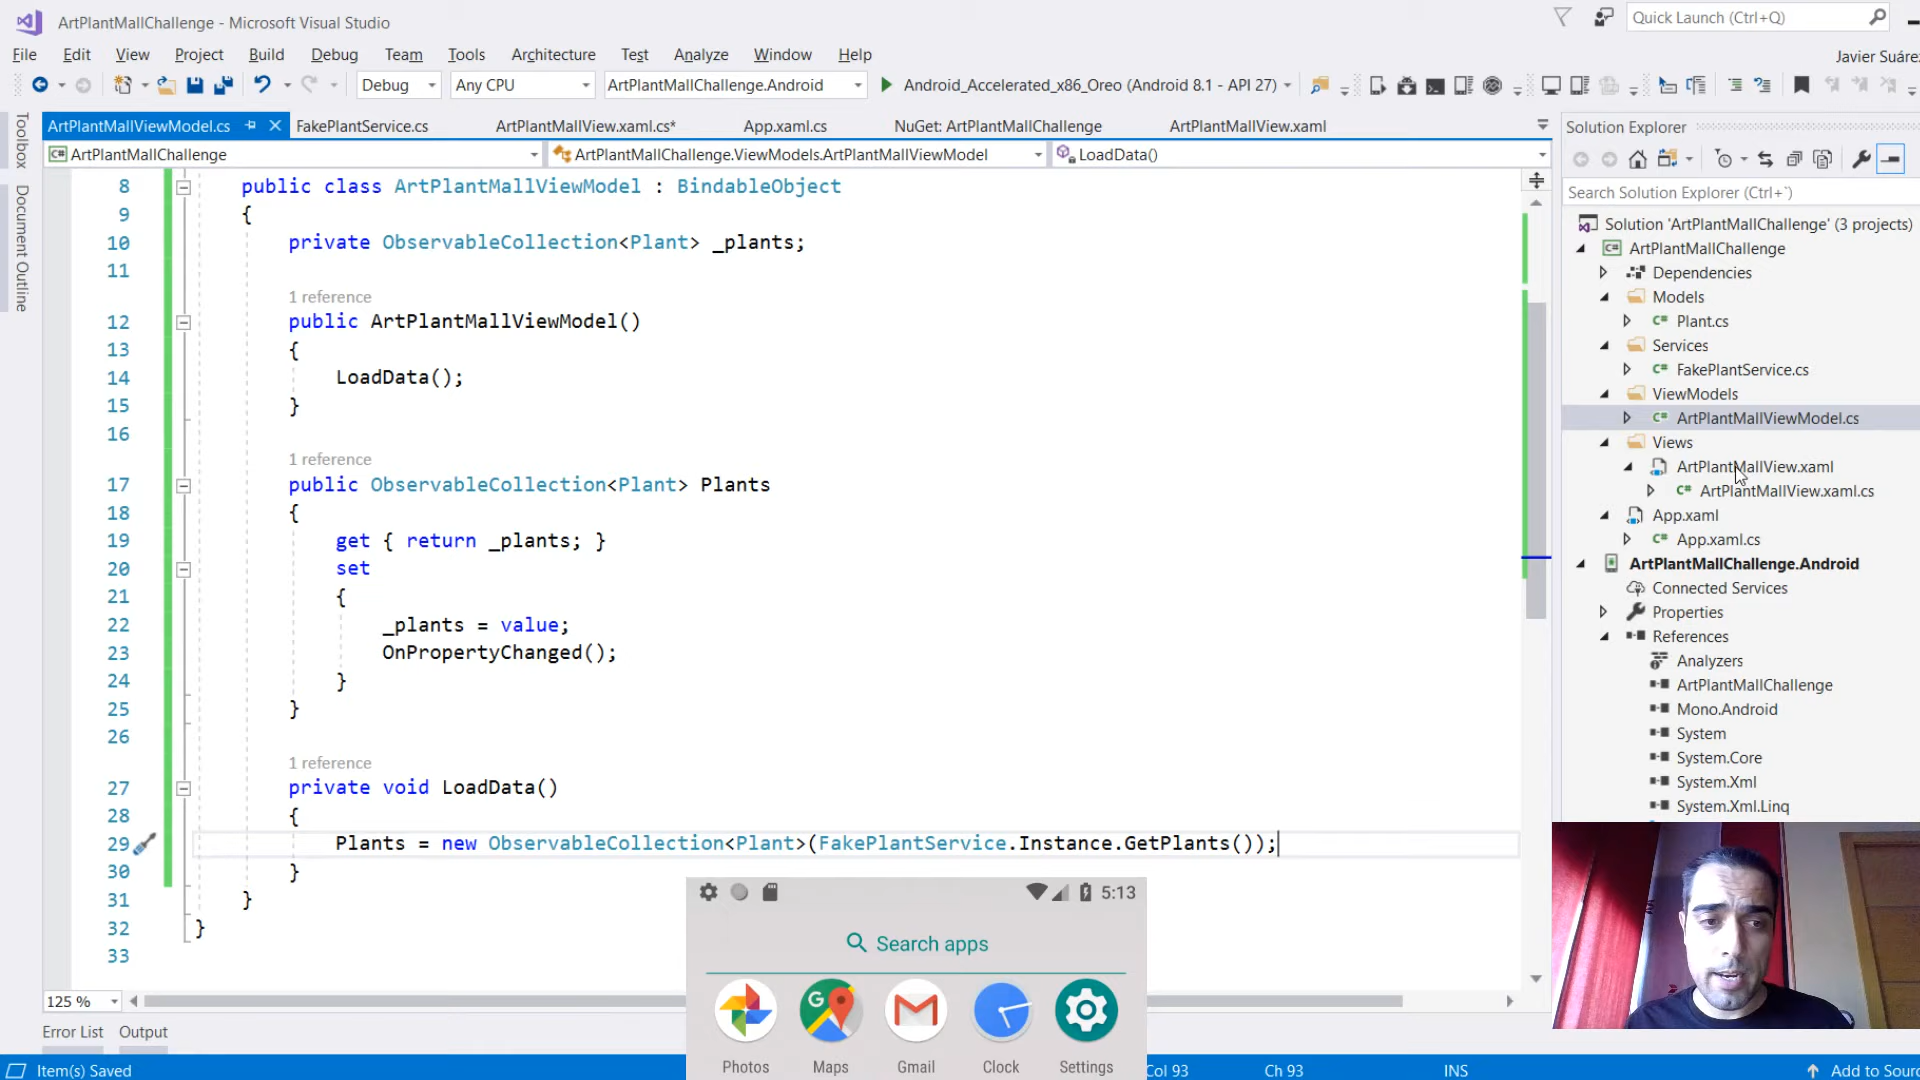 ArtPlantMallChallenge - Microsoft Visual Studio
Quick Launch (Ctrl+Q)
File Edit View Project Build Debug Team Tools Architecture Test Analyze Window Help
Javier Suáre
Debug Any CPU ArtPlantMallChallenge.Android Android_Accelerated_x86_Oreo (Android 8.1 - API 27)
Toolbox
Document Outline
ArtPlantMallViewModel.cs FakePlantService.cs ArtPlantMallView.xaml.cs* App.xaml.cs NuGet: ArtPlantMallChallenge ArtPlantMallView.xaml
ArtPlantMallChallenge ArtPlantMallChallenge.ViewModels.ArtPlantMallViewModel LoadData()
8 public class ArtPlantMallViewModel : BindableObject
9 {
10 private ObservableCollection<Plant> _plants;
11
1 reference
12 public ArtPlantMallViewModel()
13 {
14 LoadData();
15 }
16
1 reference
17 public ObservableCollection<Plant> Plants
18 {
19 get { return _plants; }
20 set
21 {
22 _plants = value;
23 OnPropertyChanged();
24 }
25 }
26
1 reference
27 private void LoadData()
28 {
29 Plants = new ObservableCollection<Plant>(FakePlantService.Instance.GetPlants());
30 }
31 }
32 }
33
125 %
Error List Output
Item(s) Saved
Col 93 Ch 93 INS Add to Sourc
5:13
Search apps
Photos Maps Gmail Clock Settings
Solution Explorer
Search Solution Explorer (Ctrl+`)
Solution 'ArtPlantMallChallenge' (3 projects)
ArtPlantMallChallenge
Dependencies
Models
Plant.cs
Services
FakePlantService.cs
ViewModels
ArtPlantMallViewModel.cs
Views
ArtPlantMallView.xaml
ArtPlantMallView.xaml.cs
App.xaml
App.xaml.cs
ArtPlantMallChallenge.Android
Connected Services
Properties
References
Analyzers
ArtPlantMallChallenge
Mono.Android
System
System.Core
System.Xml
System.Xml.Linq